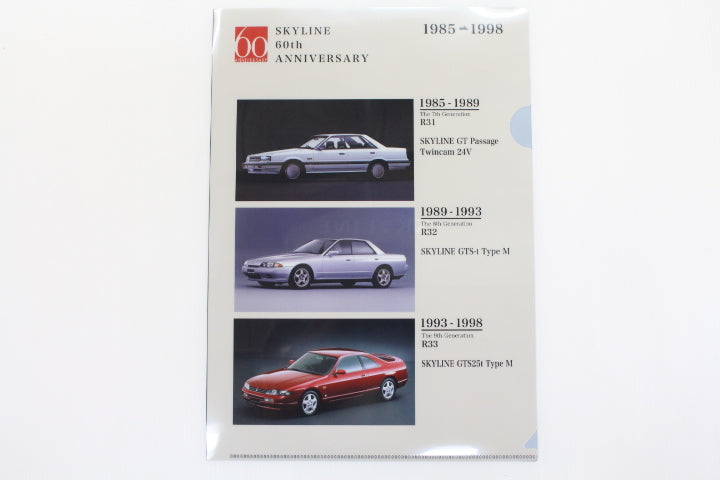 60
ANNIVERSARY
SKYLINE
60th
ANNIVERSARY
1985 - 1998
1985 - 1989
The 7th Generation
R31
SKYLINE GT Passage
Twincam 24V
1989 - 1993
The 8th Generation
R32
SKYLINE GTS-t Type M
1993 - 1998
The 9th Generation
R33
SKYLINE GTS25t Type M